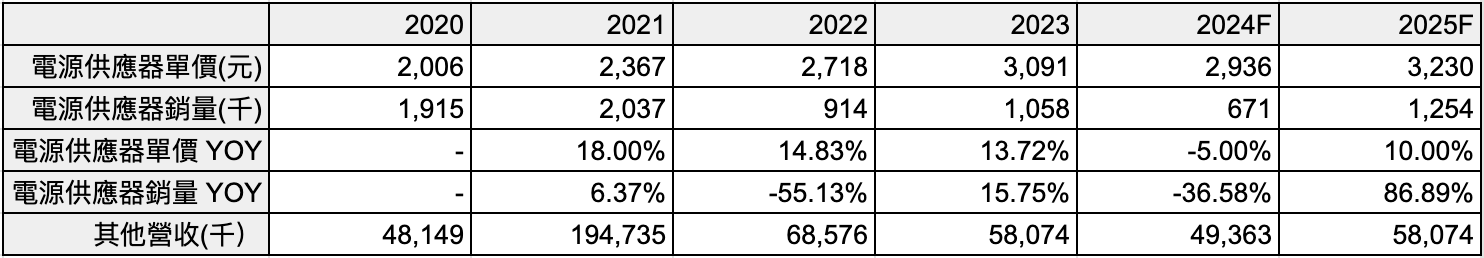 2020 2021 2022 2023 2024F 2025F
電源供應器單價(元) 2,006 2,367 2,718 3,091 2,936 3,230
電源供應器銷量(千) 1,915 2,037 914 1,058 671 1,254
電源供應器單價 YOY - 18.00% 14.83% 13.72% -5.00% 10.00%
電源供應器銷量 YOY - 6.37% -55.13% 15.75% -36.58% 86.89%
其他營收(千） 48,149 194,735 68,576 58,074 49,363 58,074